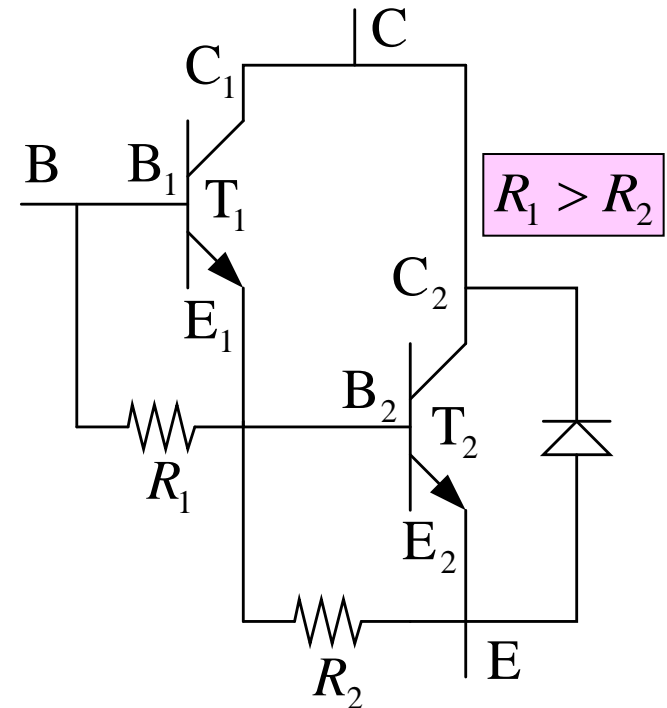 C
C₁
B
B₁
T₁
R₁ > R₂
C₂
E₁
B₂
T₂
R₁
E₂
E
R₂